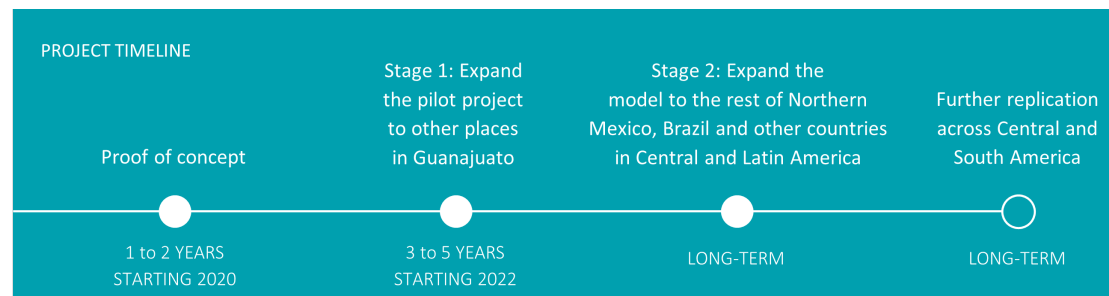 PROJECT TIMELINE
Proof of concept
1 to 2 YEARS
STARTING 2020
Stage 1: Expand
the pilot project
to other places
in Guanajuato
3 to 5 YEARS
STARTING 2022
Stage 2: Expand the
model to the rest of Northern
Mexico, Brazil and other countries
in Central and Latin America
LONG-TERM
Further replication
across Central and
South America
LONG-TERM